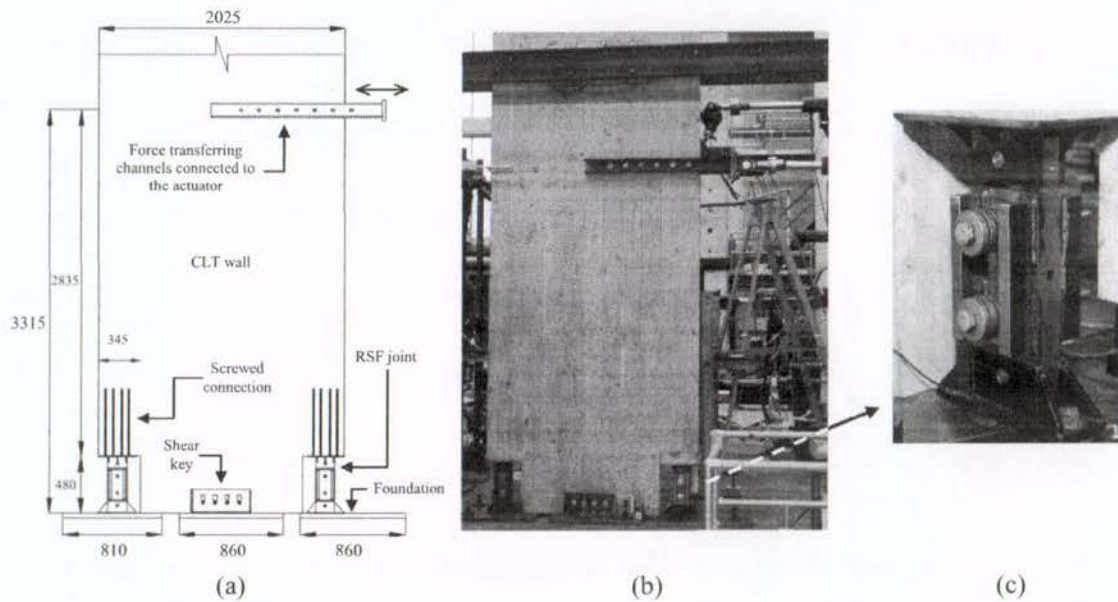 2025
Force transferring
channels connected to
the actuator
CLT wall
2835
3315
345
Screwed
connection
RSF joint
Shear
key
480
Foundation
810
860
860
(a)
(b)
(c)